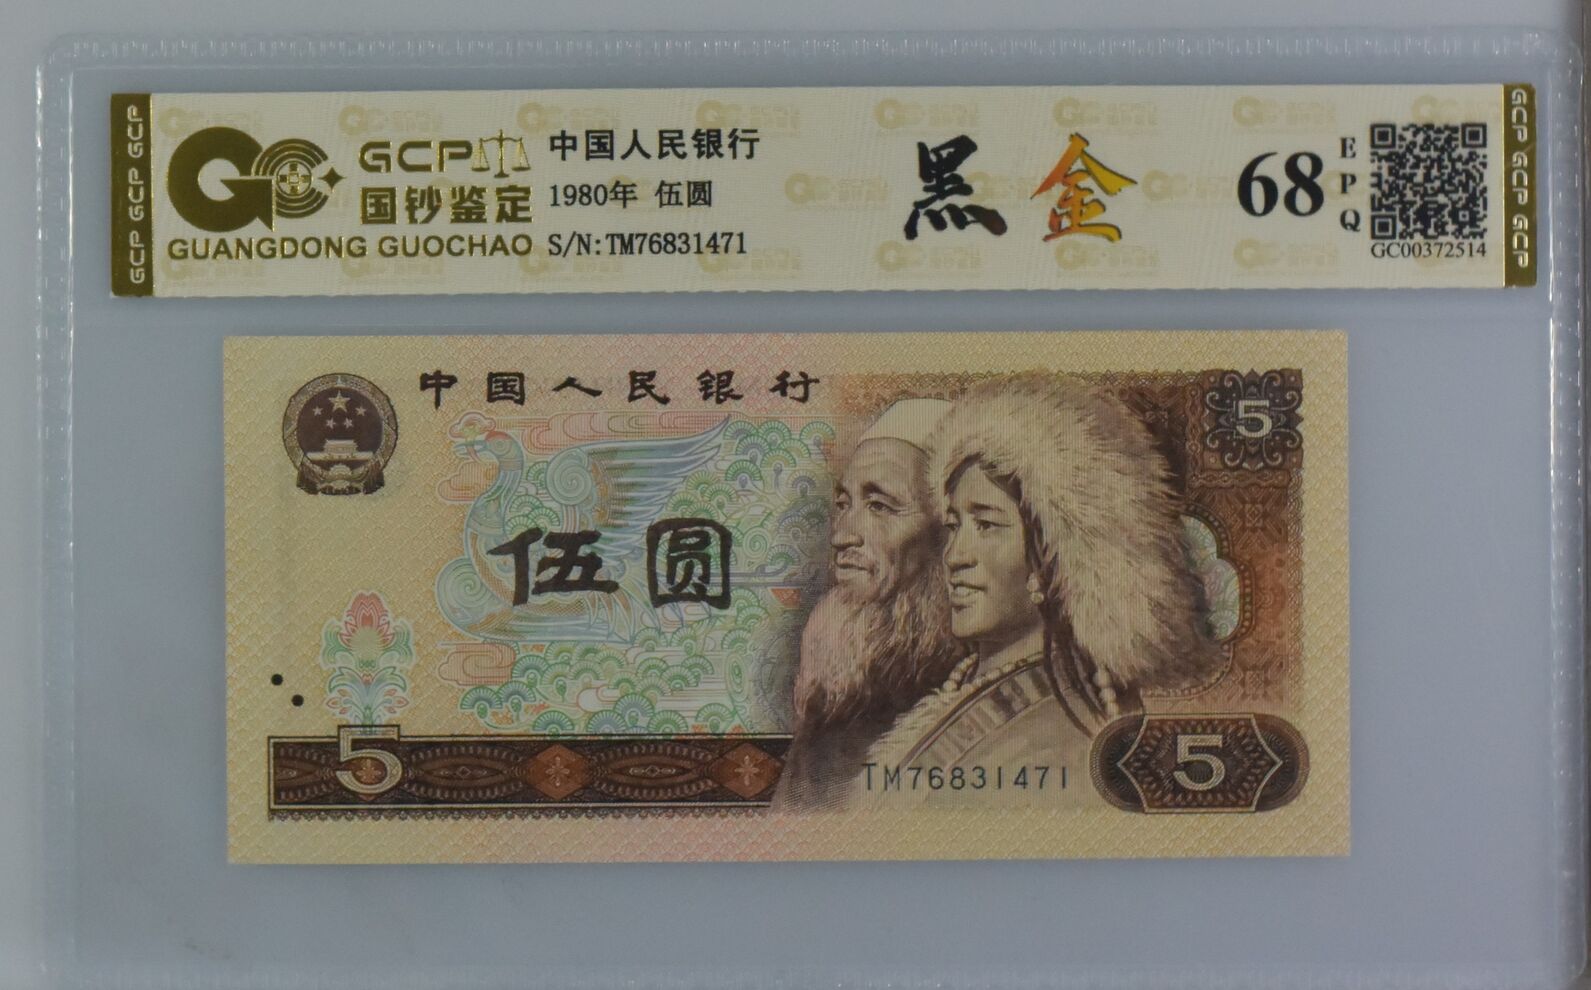 GCP GCP GCP
GCP
国钞鉴定
GUANGDONG GUOCHAO
中国人民银行
1980年 伍圆
S/N:TM76831471
黑金
68
EPQ
GC00372514
GCP GCP GCP
中国人民银行
5
伍圆
5
TM76831471
5